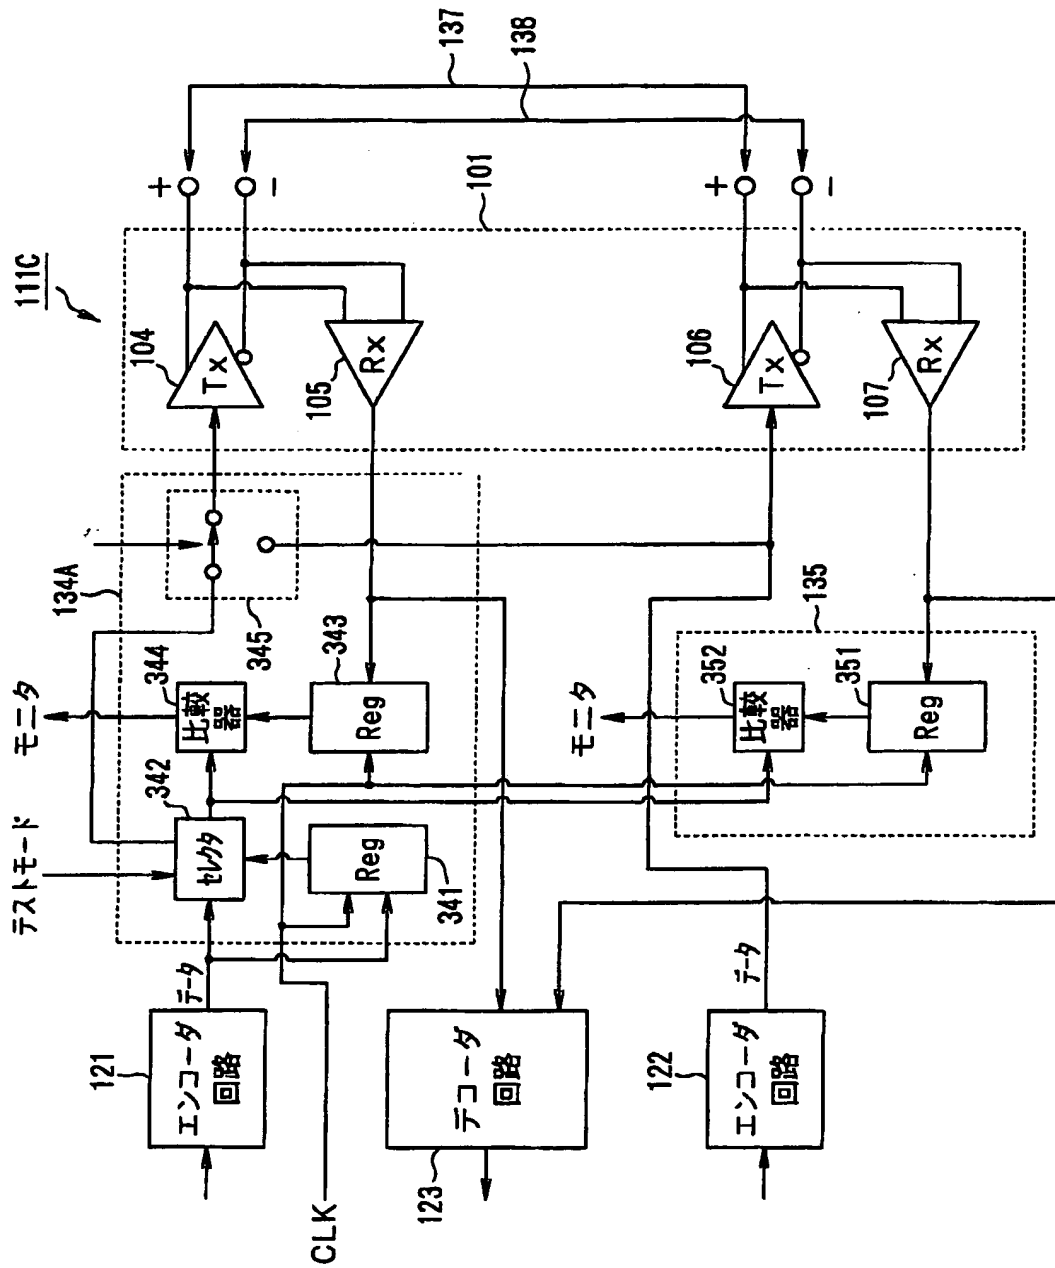 111C
101
137
138
+
−
+
−
104
Tx
105
Rx
106
Tx
107
Rx
134A
345
テストモード
モニタ
342
セレクタ
344
比較
器
343
Reg
341
Reg
モニタ
135
352
比較
器
351
Reg
121
エンコーダ
回路
データ
CLK
123
デコーダ
回路
122
エンコーダ
回路
データ